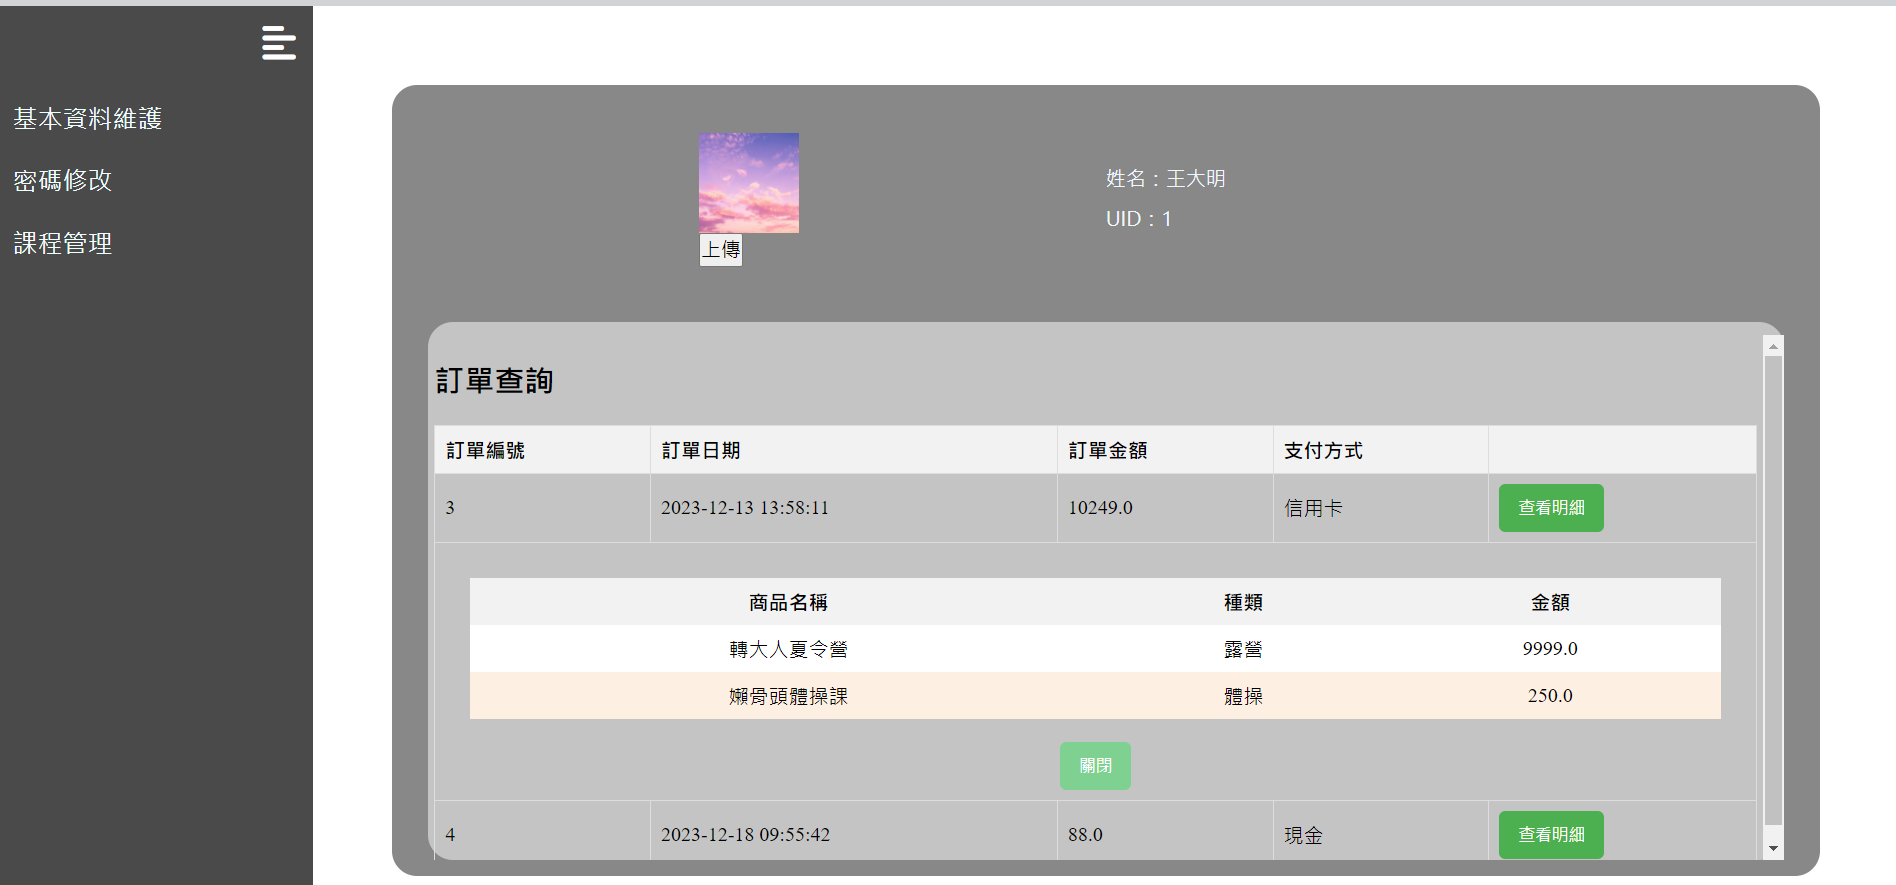 基本資料維護
密碼修改
課程管理
上傳
姓名：王大明
UID：1
訂單查詢
訂單編號 訂單日期 訂單金額 支付方式
3 2023-12-13 13:58:11 10249.0 信用卡 查看明細
商品名稱 種類 金額
轉大人夏令營 露營 9999.0
嬾骨頭體操課 體操 250.0
關閉
4 2023-12-18 09:55:42 88.0 現金 查看明細